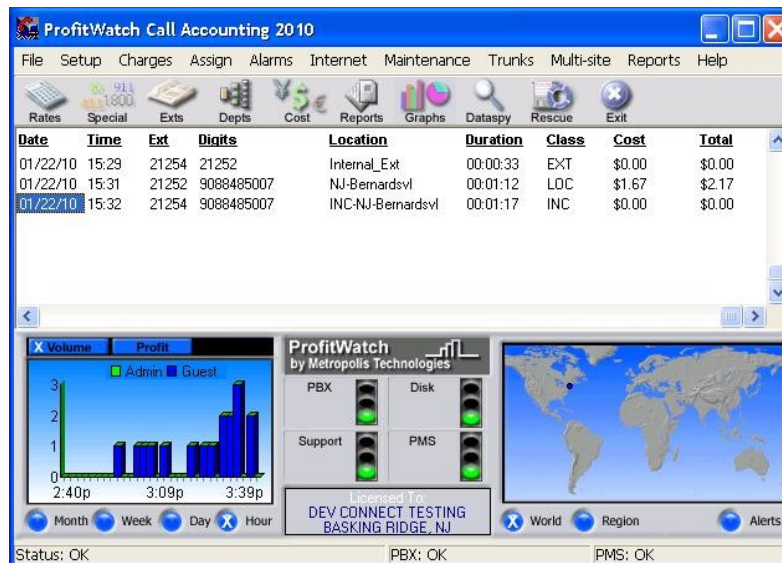 ProfitWatch Call Accounting 2010
File Setup Charges Assign Alarms Internet Maintenance Trunks Multi-site Reports Help
911
411 1800
Rates Special Exts Depts Cost Reports Graphs Dataspy Rescue Exit
Date Time Ext Digits Location Duration Class Cost Total
01/22/10 15:29 21254 21252 Internal_Ext 00:00:33 EXT $0.00 $0.00
01/22/10 15:31 21252 9088485007 NJ-Bernardsvl 00:01:12 LOC $1.67 $2.17
01/22/10 15:32 21254 9088485007 INC-NJ-Bernardsvl 00:01:17 INC $0.00 $0.00
X Volume Profit
Admin Guest
3
2
1
0
2:40p 3:09p 3:39p
Month Week Day X Hour
ProfitWatch
by Metropolis Technologies
PBX Disk
Support PMS
Licensed To:
DEV CONNECT TESTING
BASKING RIDGE, NJ
X World Region Alerts
Status: OK PBX: OK PMS: OK